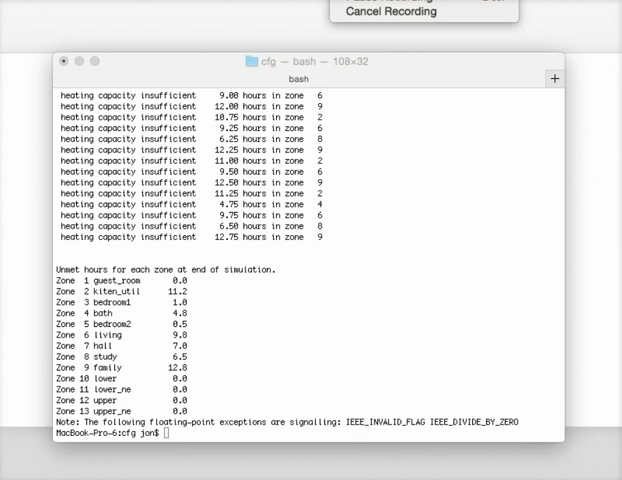 Cancel Recording
cfg — bash — 108×32
bash
+
heating capacity insufficient 9.00 hours in zone 6
heating capacity insufficient 12.00 hours in zone 9
heating capacity insufficient 10.75 hours in zone 2
heating capacity insufficient 9.25 hours in zone 6
heating capacity insufficient 6.25 hours in zone 8
heating capacity insufficient 12.25 hours in zone 9
heating capacity insufficient 11.00 hours in zone 2
heating capacity insufficient 9.50 hours in zone 6
heating capacity insufficient 12.50 hours in zone 9
heating capacity insufficient 11.25 hours in zone 2
heating capacity insufficient 4.75 hours in zone 4
heating capacity insufficient 9.75 hours in zone 6
heating capacity insufficient 6.50 hours in zone 8
heating capacity insufficient 12.75 hours in zone 9
Unmet hours for each zone at end of simulation.
Zone 1 guest_room 0.0
Zone 2 kiten_util 11.2
Zone 3 bedroom1 1.0
Zone 4 bath 4.8
Zone 5 bedroom2 0.5
Zone 6 living 9.8
Zone 7 hall 7.0
Zone 8 study 6.5
Zone 9 family 12.8
Zone 10 lower 0.0
Zone 11 lower_ne 0.0
Zone 12 upper 0.0
Zone 13 upper_ne 0.0
Note: The following floating-point exceptions are signalling: IEEE_INVALID_FLAG IEEE_DIVIDE_BY_ZERO
MacBook-Pro-6:cfg jon$